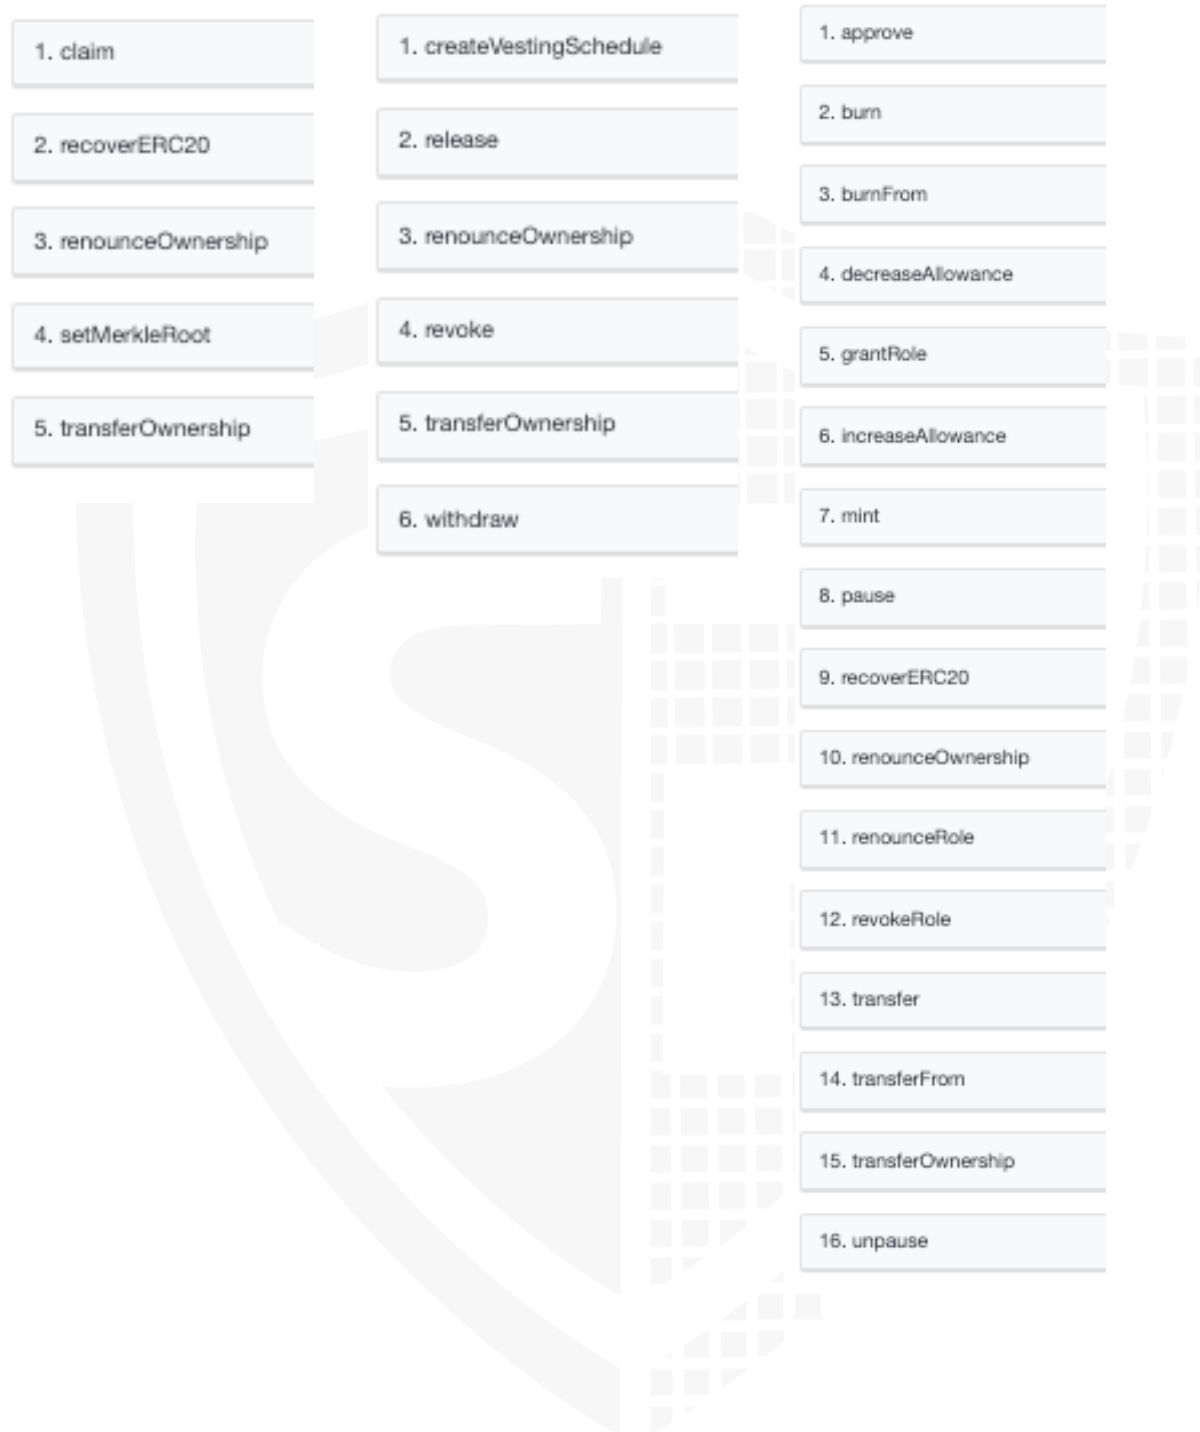 1. claim
2. recoverERC20
3. renounceOwnership
4. setMerkleRoot
5. transferOwnership
1. createVestingSchedule
2. release
3. renounceOwnership
4. revoke
5. transferOwnership
6. withdraw
1. approve
2. burn
3. burnFrom
4. decreaseAllowance
5. grantRole
6. increaseAllowance
7. mint
8. pause
9. recoverERC20
10. renounceOwnership
11. renounceRole
12. revokeRole
13. transfer
14. transferFrom
15. transferOwnership
16. unpause